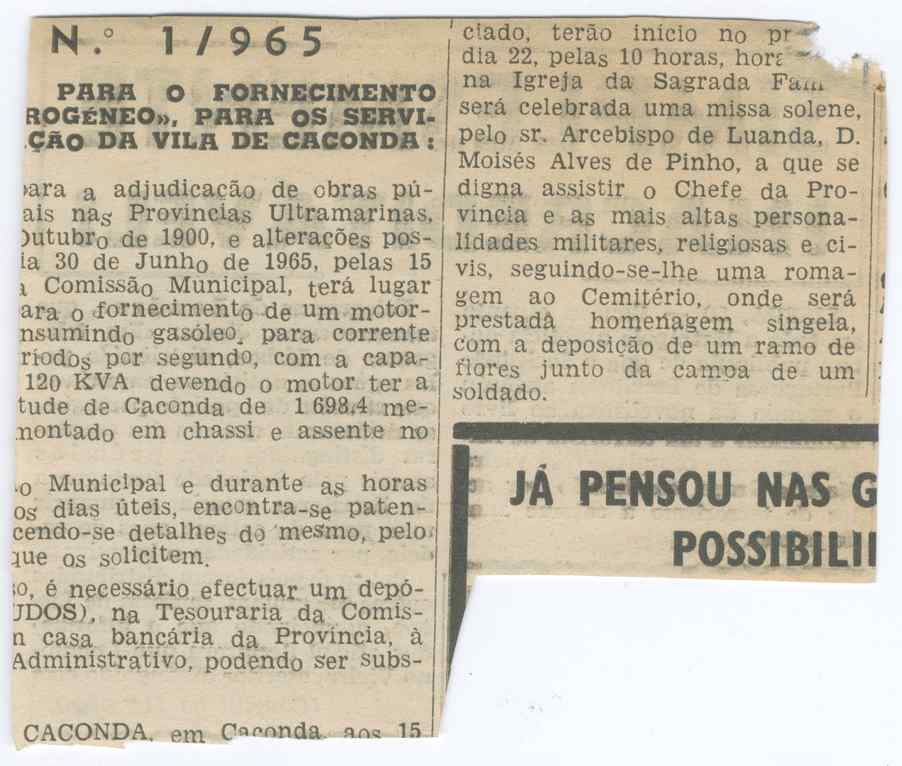 N.º 1/965
PARA O FORNECIMENTO
ROGÉNEO», PARA OS SERVI-
ÇÃO DA VILA DE CACONDA:
para a adjudicação de obras pú-
ais nas Províncias Ultramarinas,
Outubro de 1900, e alterações pos-
ia 30 de Junho de 1965, pelas 15
a Comissão Municipal, terá lugar
ara o fornecimento de um motor-
nsumindo gasóleo, para corrente
ríodos por segundo, com a capa-
120 KVA devendo o motor ter a
tude de Caconda de 1 698,4 me-
montado em chassi e assente no
o Municipal e durante as horas
os dias úteis, encontra-se paten-
cendo-se detalhes do mesmo, pelo
que os solicitem.
so, é necessário efectuar um depó-
UDOS), na Tesouraria da Comis-
n casa bancária da Província, à
Administrativo, podendo ser subs-
CACONDA, em Caconda aos 15
ciado, terão início no pr
dia 22, pelas 10 horas, hora
na Igreja da Sagrada Fam
será celebrada uma missa solene,
pelo sr. Arcebispo de Luanda, D.
Moisés Alves de Pinho, a que se
digna assistir o Chefe da Pro-
víncia e as mais altas persona-
lidades militares, religiosas e ci-
vis, seguindo-se-lhe uma roma-
gem ao Cemitério, onde será
prestada homenagem singela,
com a deposição de um ramo de
flores junto da campa de um
soldado.
JÁ PENSOU NAS G
POSSIBILI